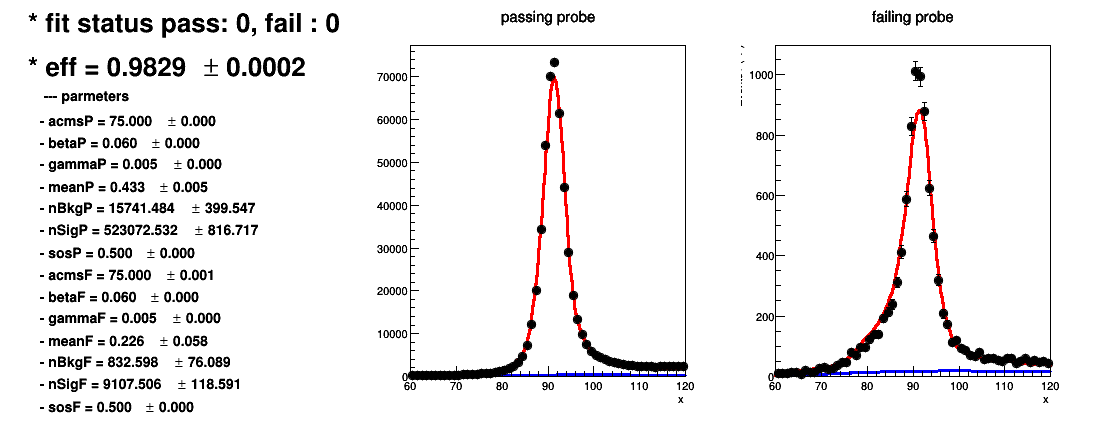 * fit status pass: 0, fail : 0
* eff = 0.9829 ± 0.0002
--- parmeters
- acmsP = 75.000 ± 0.000
- betaP = 0.060 ± 0.000
- gammaP = 0.005 ± 0.000
- meanP = 0.433 ± 0.005
- nBkgP = 15741.484 ± 399.547
- nSigP = 523072.532 ± 816.717
- sosP = 0.500 ± 0.000
- acmsF = 75.000 ± 0.001
- betaF = 0.060 ± 0.000
- gammaF = 0.005 ± 0.000
- meanF = 0.226 ± 0.058
- nBkgF = 832.598 ± 76.089
- nSigF = 9107.506 ± 118.591
- sosF = 0.500 ± 0.000
passing probe
70000
60000
50000
40000
30000
20000
10000
0
60 70 80 90 100 110 120
x
failing probe
1000
800
600
400
200
0
60 70 80 90 100 110 120
x